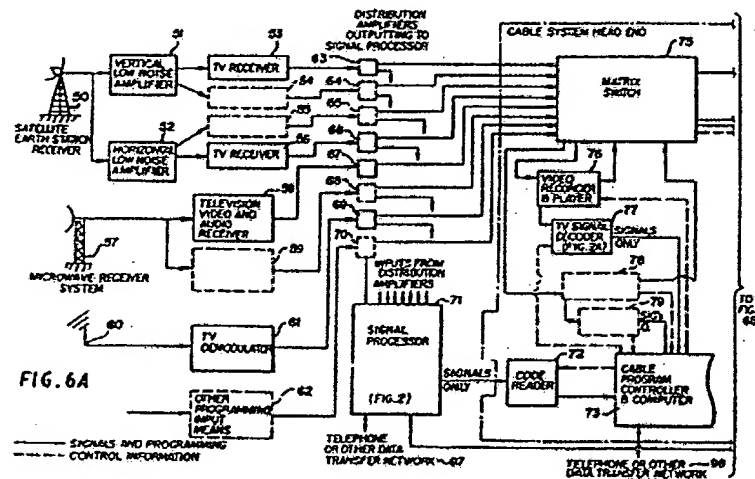 DISTRIBUTION
AMPLIFIERS
OUTPUTTING TO
SIGNAL PROCESSOR
CABLE SYSTEM HEAD END
51
VERTICAL
LOW NOISE
AMPLIFIER
53
TV RECEIVER
63
75
MATRIX
SWITCH
54
64
50
SATELLITE
EARTH STATION
RECEIVER
55
65
52
HORIZONTAL
LOW NOISE
AMPLIFIER
56
TV RECEIVER
66
67
76
VIDEO
RECORDER
& PLAYER
58
TELEVISION
VIDEO AND
AUDIO
RECEIVER
68
69
77
TV SIGNAL
DECODER
(FIG. 2A)
SIGNALS
ONLY
57
MICROWAVE RECEIVER
SYSTEM
70
78
INPUTS FROM
DISTRIBUTION
AMPLIFIERS
79
TO
FIG.
60
TV
DEMODULATOR
61
71
SIGNAL
PROCESSOR
(FIG. 2)
SIGNALS
ONLY
72
CODE
READER
CABLE
PROGRAM
CONTROLLER
& COMPUTER
73
FIG. 6A
OTHER
PROGRAMMING
INPUT
MEANS
62
SIGNALS AND PROGRAMMING
CONTROL INFORMATION
TELEPHONE
OR OTHER DATA
TRANSFER NETWORK
TELEPHONE OR OTHER
DATA TRANSFER NETWORK